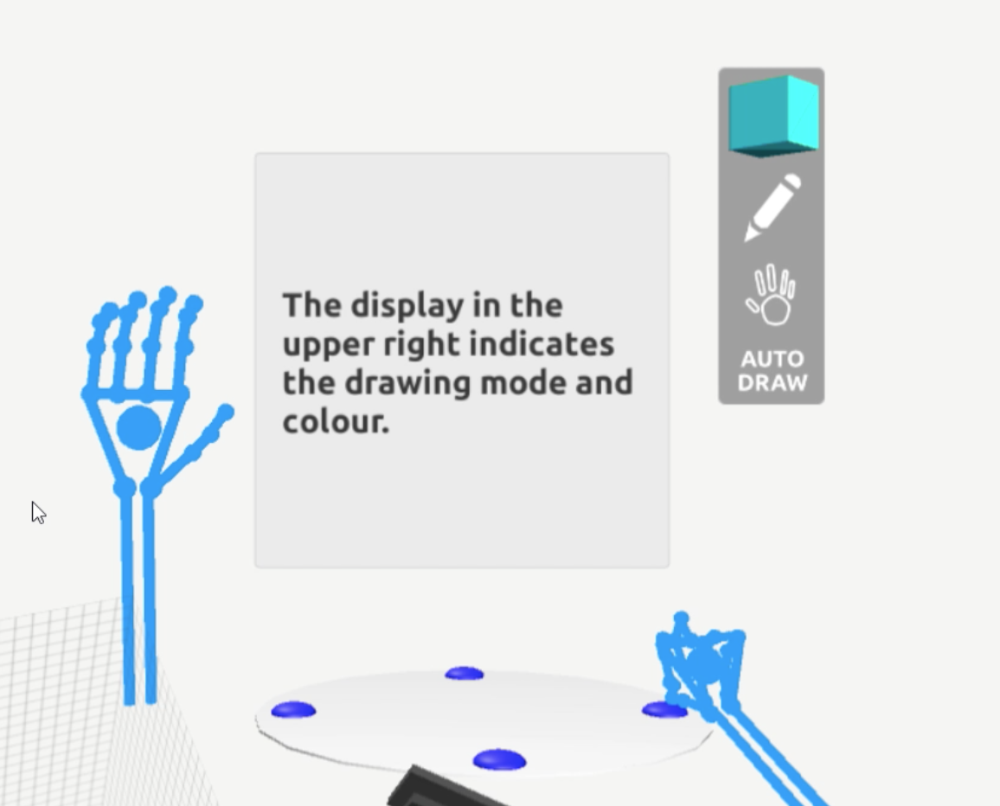 The display in the
upper right indicates
the drawing mode and
colour.
AUTO
DRAW